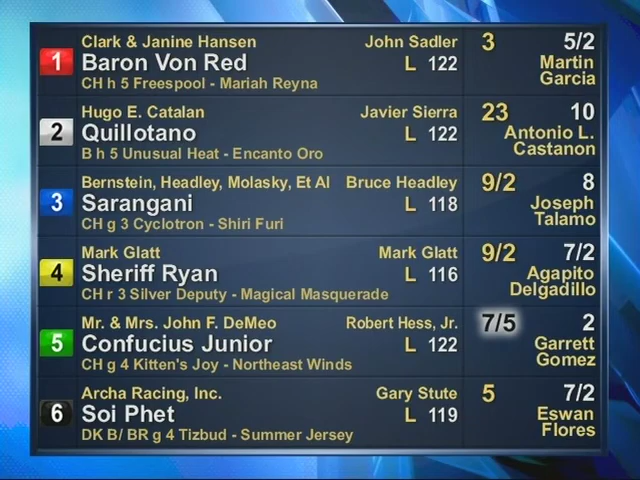 Clark & Janine Hansen John Sadler 3 5/2
1 Baron Von Red L 122 Martin
CH h 5 Freespool - Mariah Reyna Garcia
Hugo E. Catalan Javier Sierra 23 10
2 Quillotano L 122 Antonio L.
B h 5 Unusual Heat - Encanto Oro Castanon
Bernstein, Headley, Molasky, Et Al Bruce Headley 9/2 8
3 Sarangani L 118 Joseph
CH g 3 Cyclotron - Shiri Furi Talamo
Mark Glatt Mark Glatt 9/2 7/2
4 Sheriff Ryan L 116 Agapito
CH r 3 Silver Deputy - Magical Masquerade Delgadillo
Mr. & Mrs. John F. DeMeo Robert Hess, Jr. 7/5 2
5 Confucius Junior L 122 Garrett
CH g 4 Kitten's Joy - Northeast Winds Gomez
Archa Racing, Inc. Gary Stute 5 7/2
6 Soi Phet L 119 Eswan
DK B/ BR g 4 Tizbud - Summer Jersey Flores